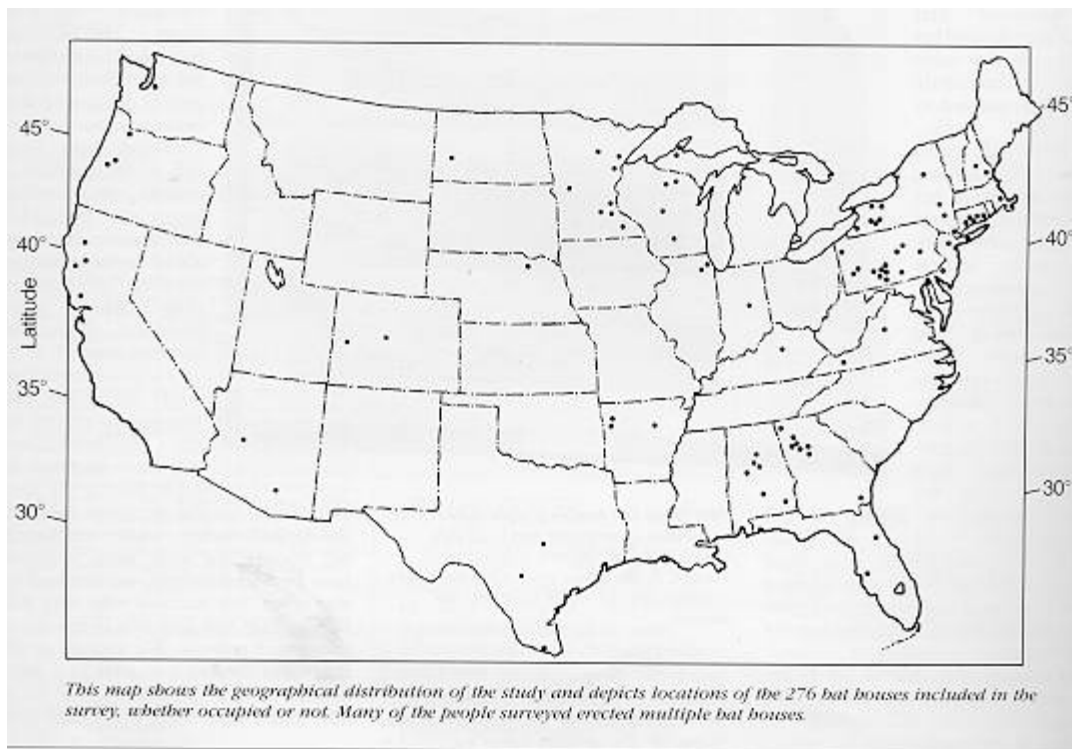 45°
45°
40°
40°
Latitude
35°
35°
30°
30°
This map shows the geographical distribution of the study and depicts locations of the 276 bat houses included in the
survey, whether occupied or not. Many of the people surveyed erected multiple bat houses.